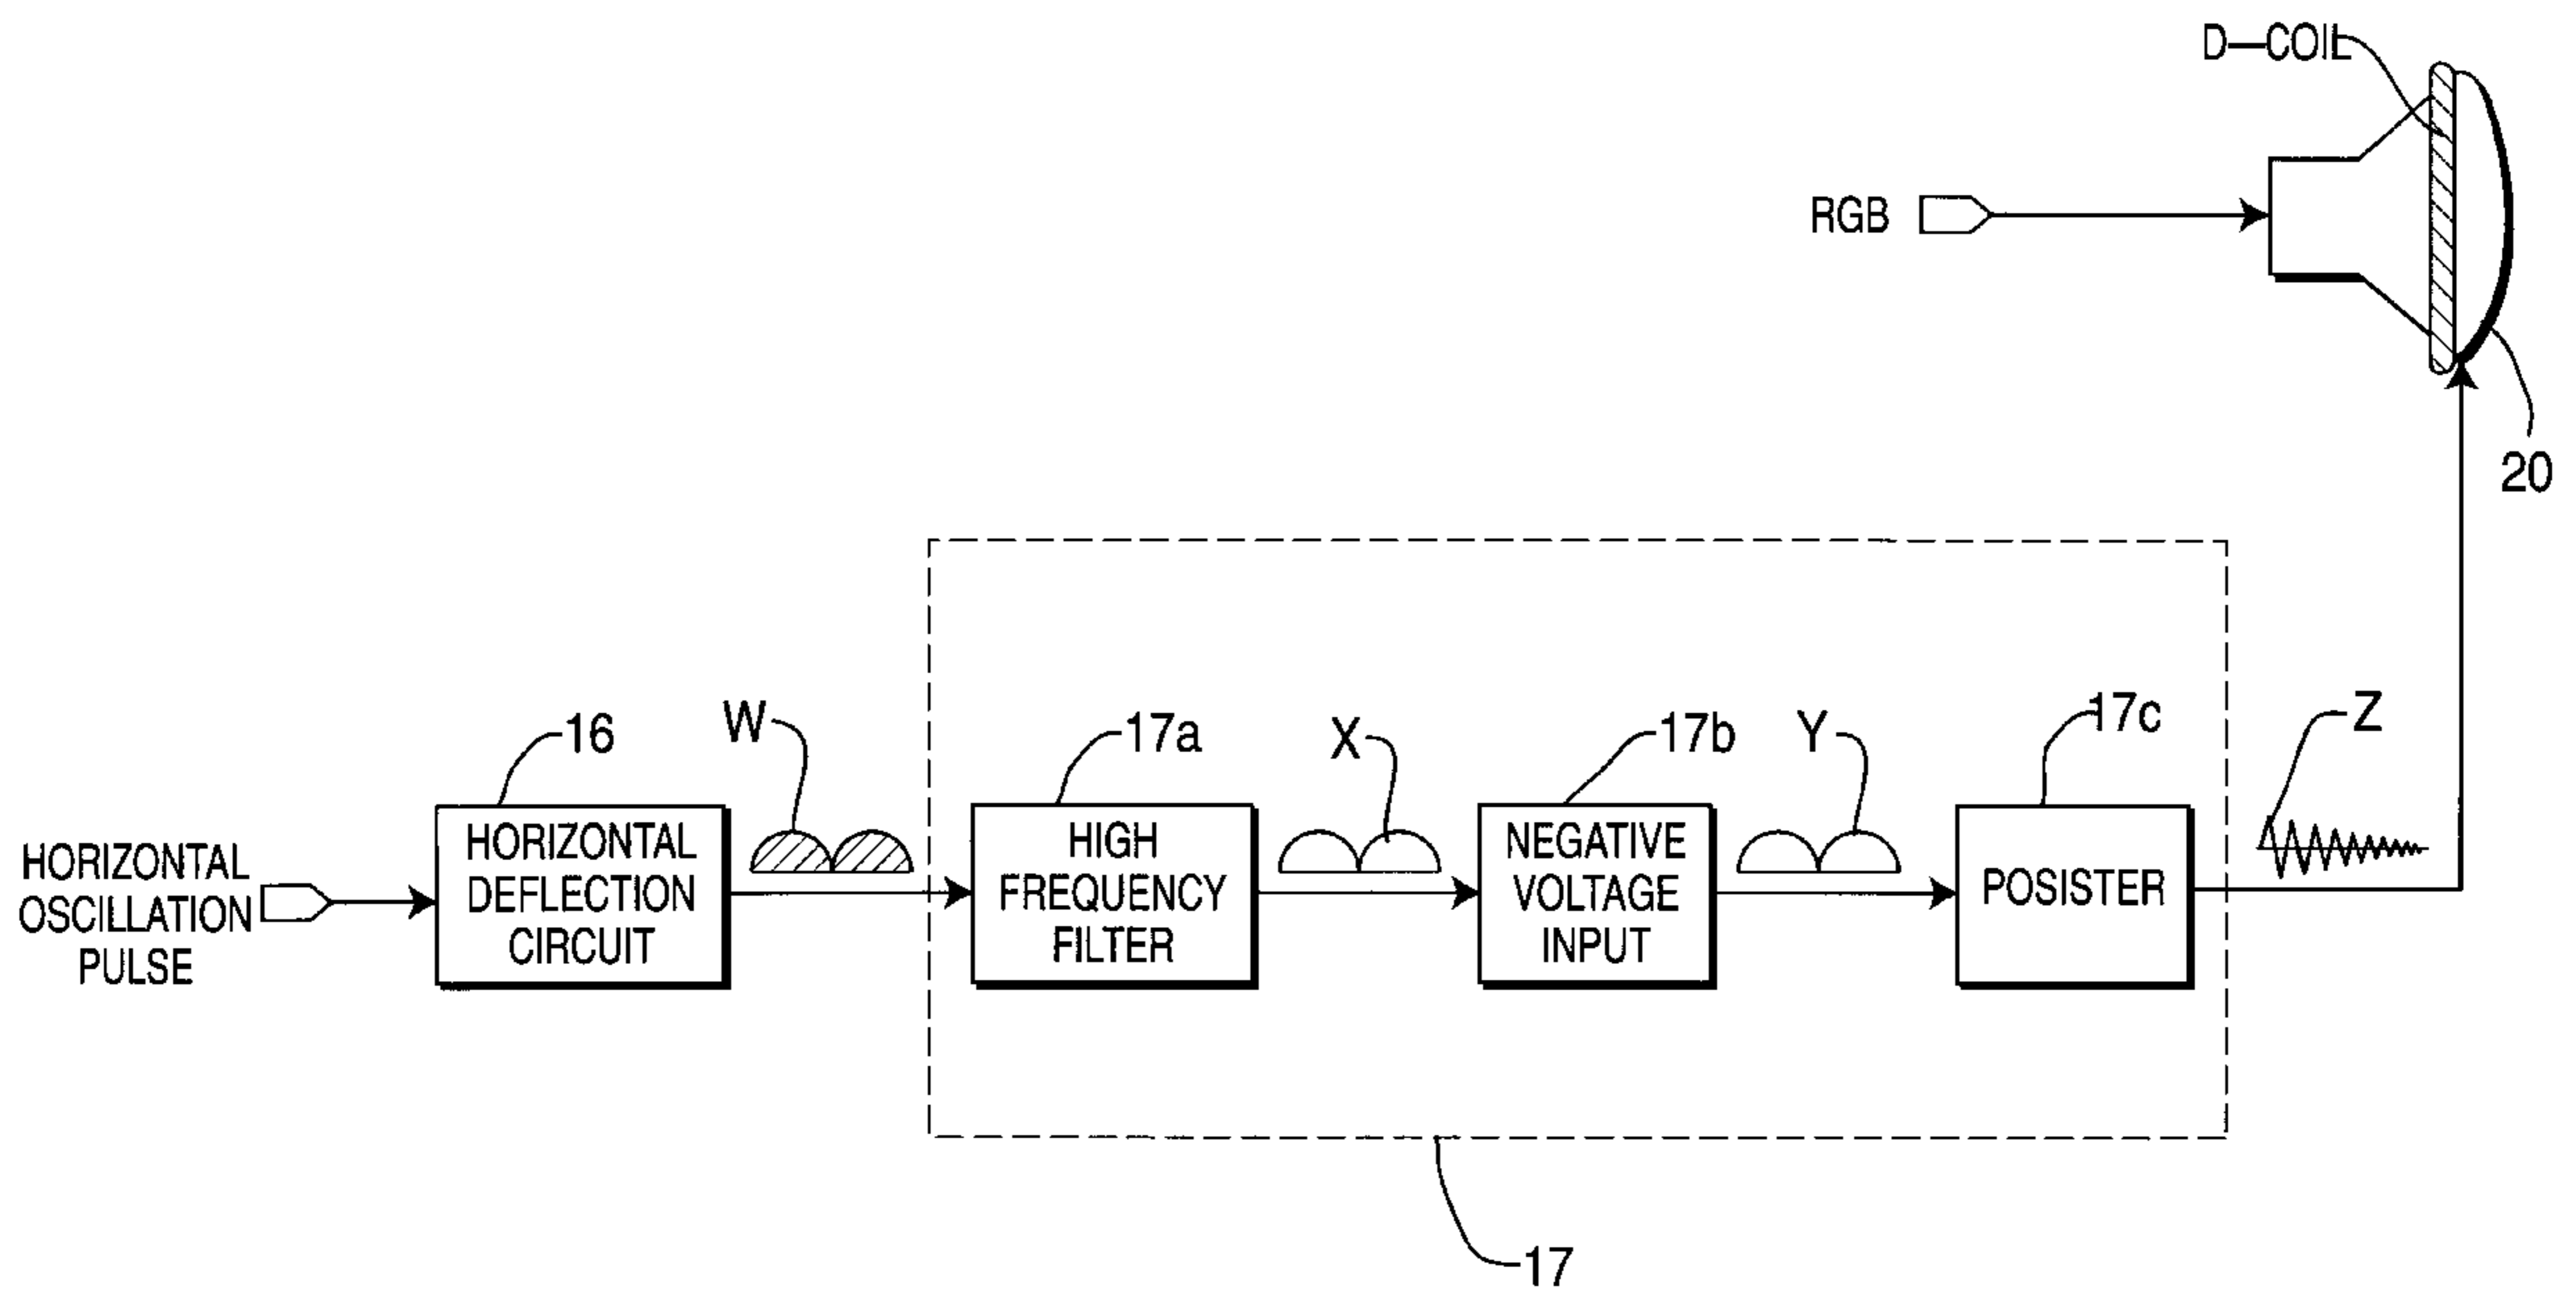 D-COIL
RGB
20
16
W
17a
X
17b
Y
17c
Z
HORIZONTAL
OSCILLATION
PULSE
HORIZONTAL
DEFLECTION
CIRCUIT
HIGH
FREQUENCY
FILTER
NEGATIVE
VOLTAGE
INPUT
POSISTER
17